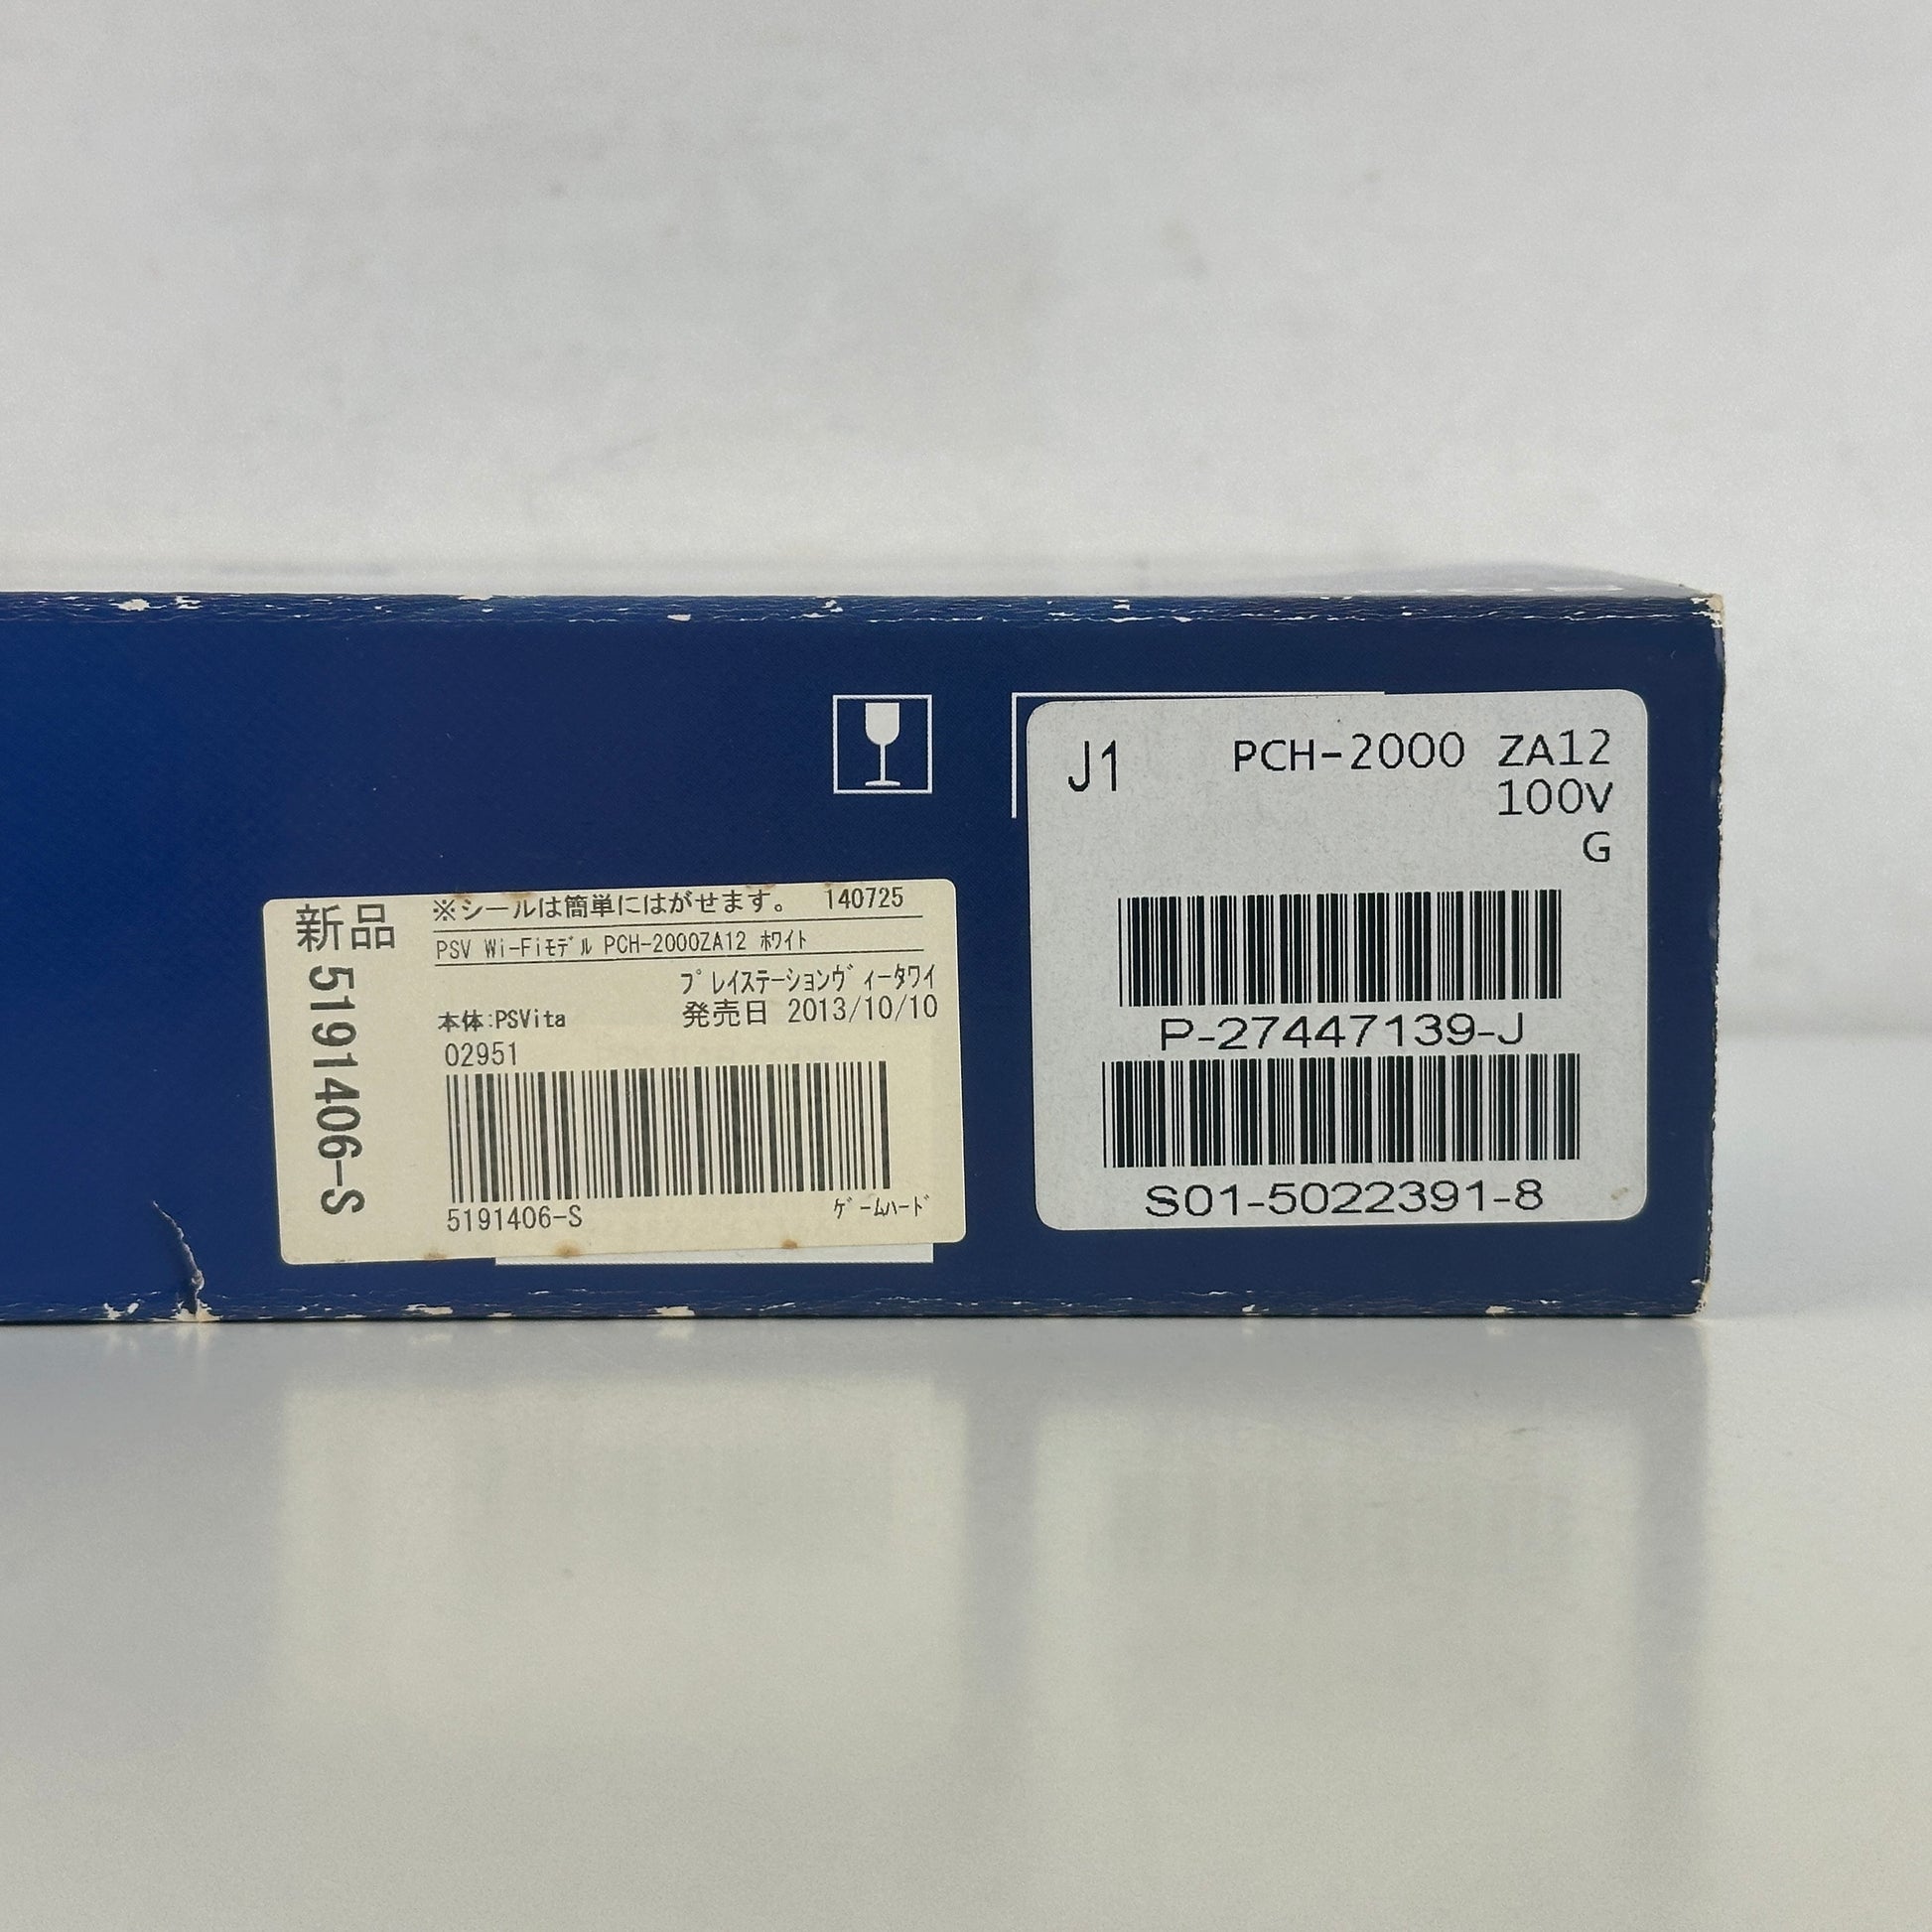 新品
5191406-S
※シールは簡単にはがせます。 140725
PSV Wi-Fiﾓﾃﾞﾙ PCH-2000ZA12 ﾎﾜｲﾄ
ﾌﾟﾚｲｽﾃｰｼｮﾝｳﾞｨｰﾀﾜｲ
本体:PSVita
発売日 2013/10/10
02951
5191406-S
ｹﾞｰﾑﾊｰﾄﾞ
J1 PCH-2000 ZA12
100V
G
P-27447139-J
S01-5022391-8